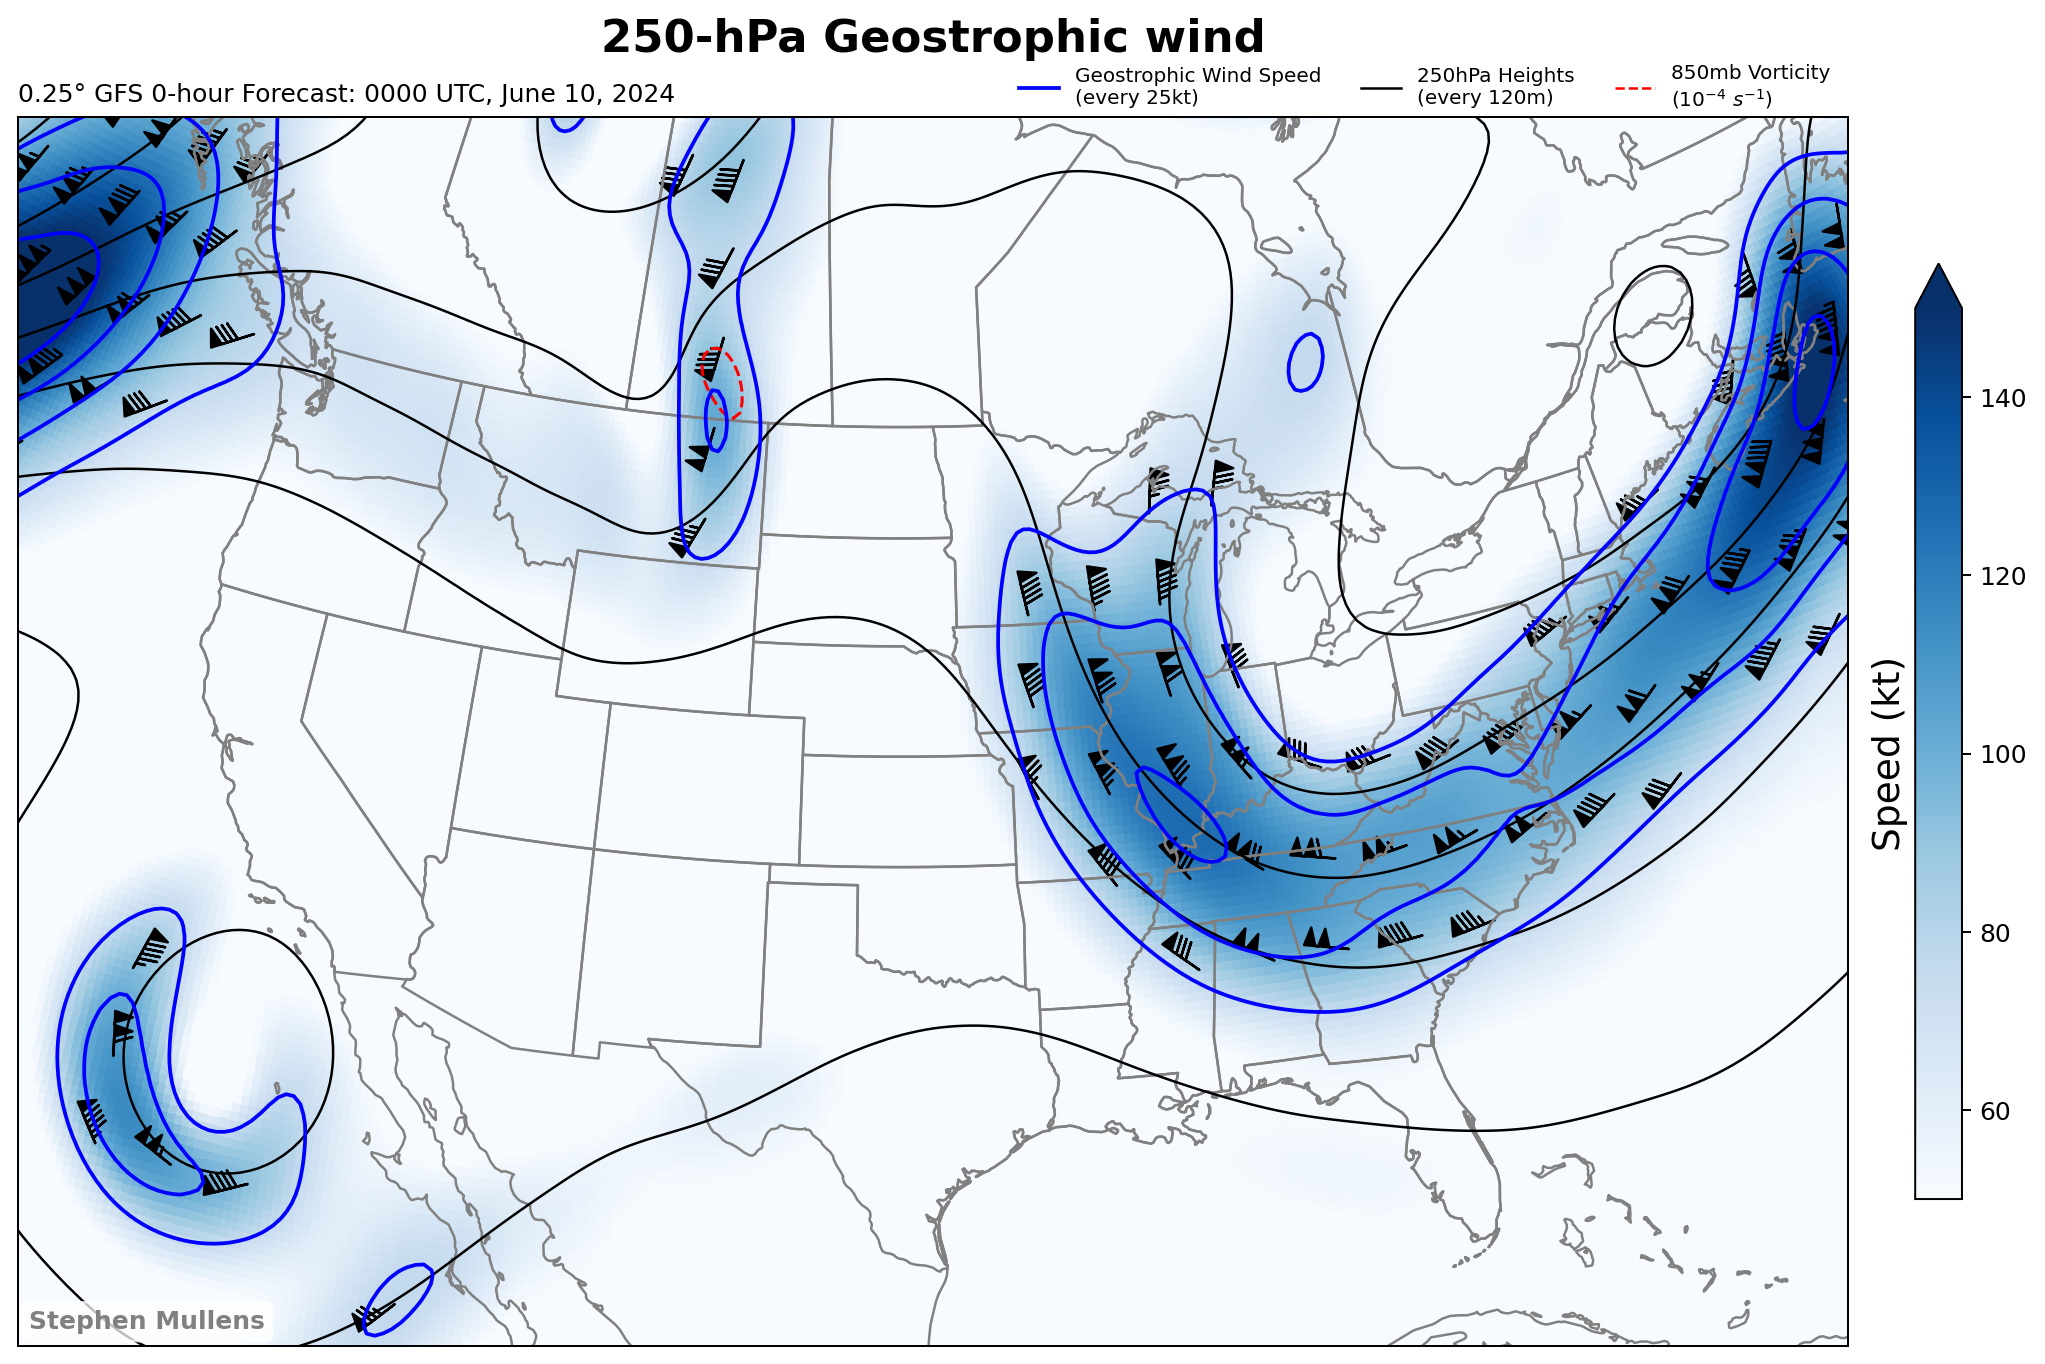 250-hPa Geostrophic wind
0.25° GFS 0-hour Forecast: 0000 UTC, June 10, 2024
Geostrophic Wind Speed
(every 25kt)
250hPa Heights
(every 120m)
850mb Vorticity
(10⁻⁴ s⁻¹)
140
120
100
80
60
Speed (kt)
Stephen Mullens